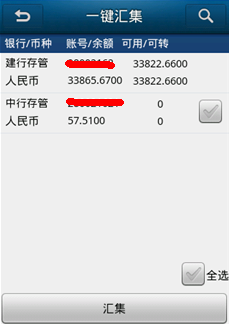 一键汇集
银行/币种 账号/余额 可用/可转
建行存管 33822.6600
人民币 33865.6700 33822.6600
中行存管 0
人民币 57.5100 0
全选
汇集